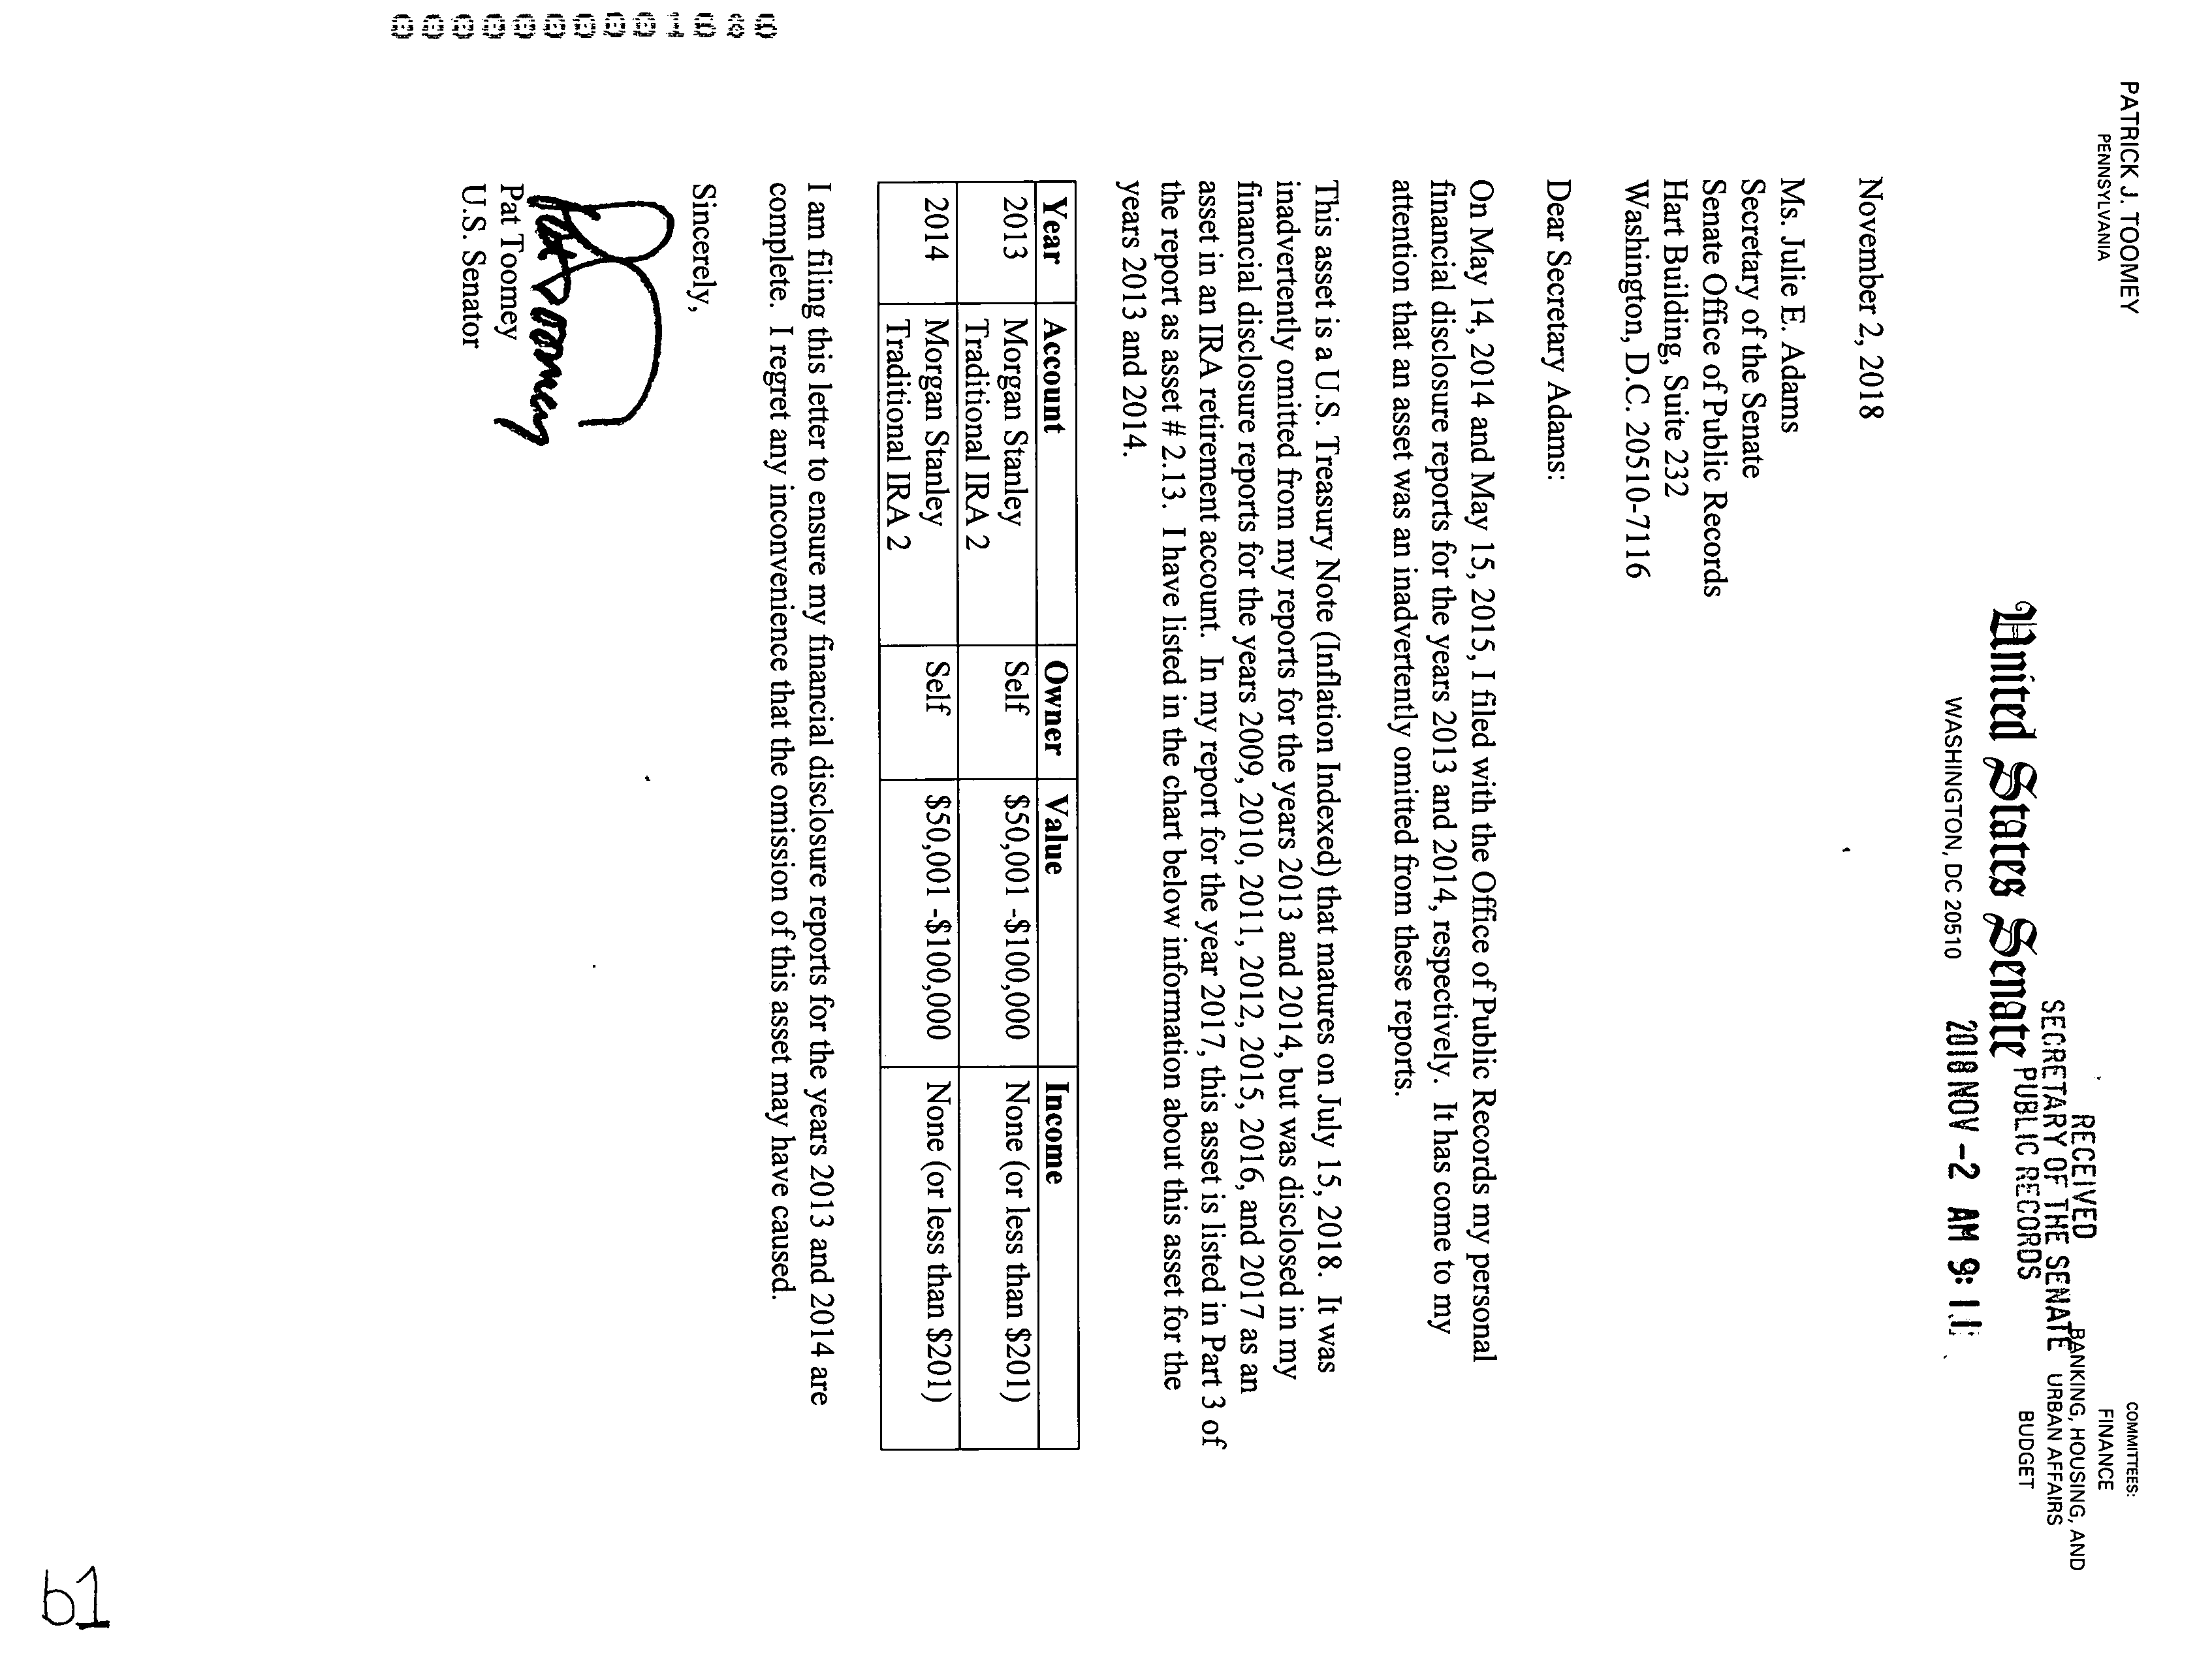 PATRICK J. TOOMEY
PENNSYLVANIA
COMMITTEES:
FINANCE
BANKING, HOUSING, AND
URBAN AFFAIRS
BUDGET
RECEIVED
SECRETARY OF THE SENATE
PUBLIC RECORDS
United States Senate
WASHINGTON, DC 20510
2018 NOV -2 AM 9:11
November 2, 2018
Ms. Julie E. Adams
Secretary of the Senate
Senate Office of Public Records
Hart Building, Suite 232
Washington, D.C. 20510-7116
Dear Secretary Adams:
On May 14, 2014 and May 15, 2015, I filed with the Office of Public Records my personal
financial disclosure reports for the years 2013 and 2014, respectively. It has come to my
attention that an asset was an inadvertently omitted from these reports.
This asset is a U.S. Treasury Note (Inflation Indexed) that matures on July 15, 2018. It was
inadvertently omitted from my reports for the years 2013 and 2014, but was disclosed in my
financial disclosure reports for the years 2009, 2010, 2011, 2012, 2015, 2016, and 2017 as an
asset in an IRA retirement account. In my report for the year 2017, this asset is listed in Part 3 of
the report as asset # 2.13. I have listed in the chart below information about this asset for the
years 2013 and 2014.
Year Account Owner Value Income
2013 Morgan Stanley Self $50,001 -$100,000 None (or less than $201)
Traditional IRA 2
2014 Morgan Stanley Self $50,001 -$100,000 None (or less than $201)
Traditional IRA 2
I am filing this letter to ensure my financial disclosure reports for the years 2013 and 2014 are
complete. I regret any inconvenience that the omission of this asset may have caused.
Sincerely,
Pat Toomey
Pat Toomey
U.S. Senator
b1